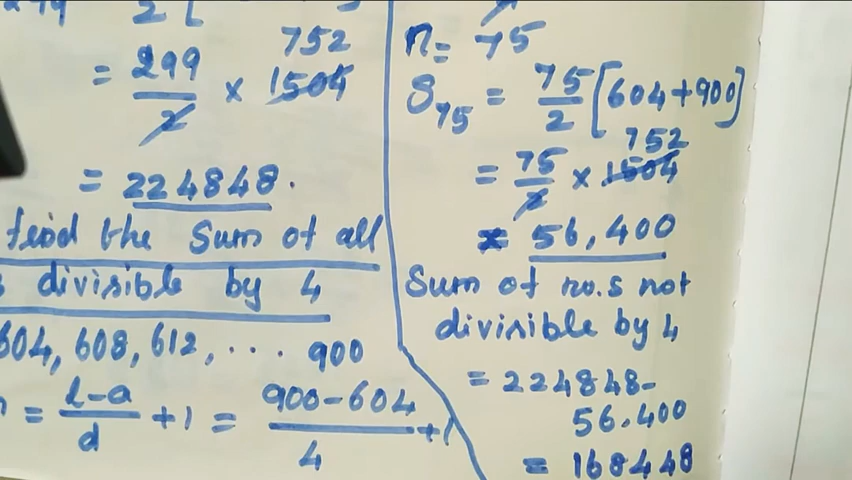 2 [
752
= 299/2 × 1504
= 224848.
find the Sum of all
divisible by 4
604, 608, 612, ... 900
= l-a/d +1 = 900-604/4 +1
n = 75
S75 = 75/2 [604+900]
752
= 75/2 × 1504
= 56,400
Sum of no.s not
divisible by 4
= 224848-
56,400
= 168448